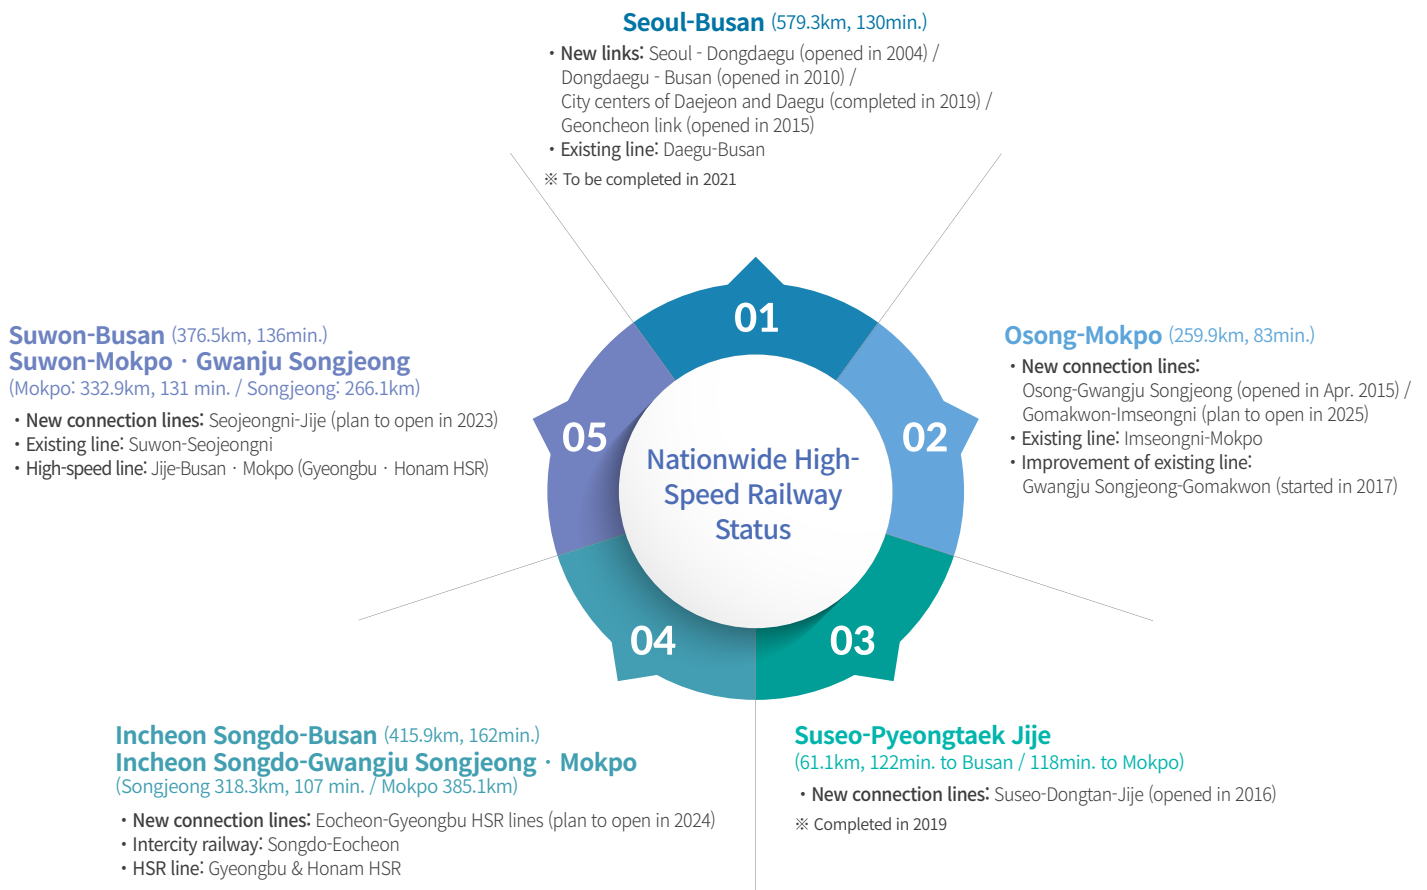 Seoul-Busan (579.3km, 130min.)
• New links: Seoul - Dongdaegu (opened in 2004) /
Dongdaegu - Busan (opened in 2010) /
City centers of Daejeon and Daegu (completed in 2019) /
Geoncheon link (opened in 2015)
• Existing line: Daegu-Busan
※ To be completed in 2021
01
Osong-Mokpo (259.9km, 83min.)
• New connection lines:
Osong-Gwangju Songjeong (opened in Apr. 2015) /
Gomakwon-Imseongni (plan to open in 2025)
• Existing line: Imseongni-Mokpo
• Improvement of existing line:
Gwangju Songjeong-Gomakwon (started in 2017)
02
Suseo-Pyeongtaek Jije
(61.1km, 122min. to Busan / 118min. to Mokpo)
• New connection lines: Suseo-Dongtan-Jije (opened in 2016)
※ Completed in 2019
03
Incheon Songdo-Busan (415.9km, 162min.)
Incheon Songdo-Gwangju Songjeong · Mokpo
(Songjeong 318.3km, 107 min. / Mokpo 385.1km)
• New connection lines: Eocheon-Gyeongbu HSR lines (plan to open in 2024)
• Intercity railway: Songdo-Eocheon
• HSR line: Gyeongbu & Honam HSR
04
Suwon-Busan (376.5km, 136min.)
Suwon-Mokpo · Gwanju Songjeong
(Mokpo: 332.9km, 131 min. / Songjeong: 266.1km)
• New connection lines: Seojeongni-Jije (plan to open in 2023)
• Existing line: Suwon-Seojeongni
• High-speed line: Jije-Busan · Mokpo (Gyeongbu · Honam HSR)
05
Nationwide High-
Speed Railway
Status